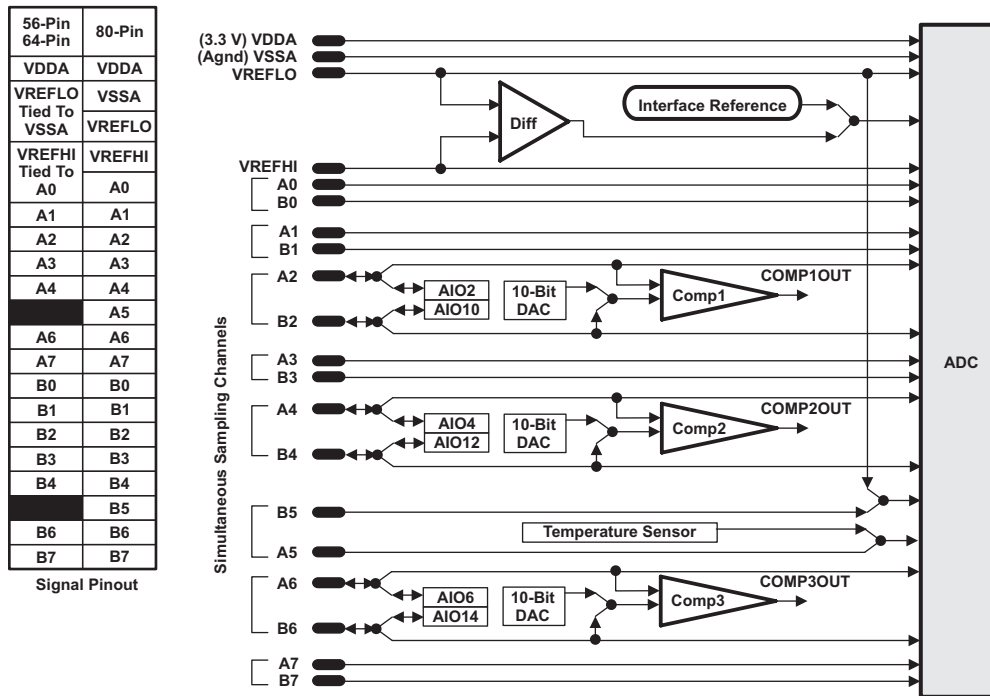 56-Pin
64-Pin
80-Pin
VDDA
VDDA
VREFLO
Tied To
VSSA
VSSA
VREFLO
VREFHI
Tied To
A0
VREFHI
A0
A1
A1
A2
A2
A3
A3
A4
A4
A5
A6
A6
A7
A7
B0
B0
B1
B1
B2
B2
B3
B3
B4
B4
B5
B6
B6
B7
B7
Signal Pinout
(3.3 V) VDDA
(Agnd) VSSA
VREFLO
Interface Reference
Diff
VREFHI
A0
B0
A1
B1
A2
AIO2
AIO10
10-Bit
DAC
Comp1
COMP1OUT
B2
Simultaneous Sampling Channels
A3
B3
ADC
A4
AIO4
AIO12
10-Bit
DAC
Comp2
COMP2OUT
B4
B5
Temperature Sensor
A5
A6
AIO6
AIO14
10-Bit
DAC
Comp3
COMP3OUT
B6
A7
B7